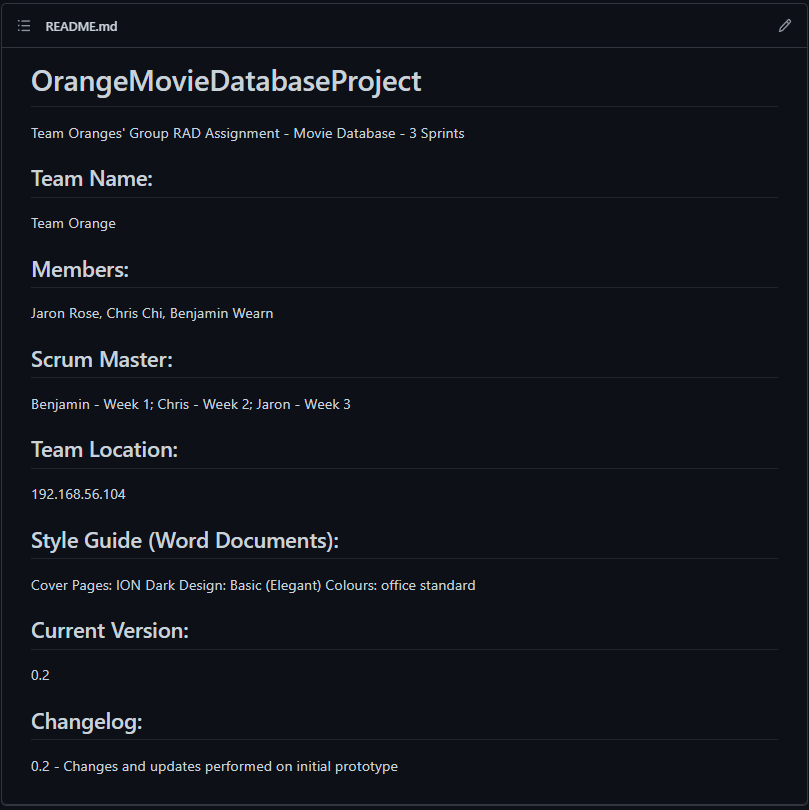 README.md
OrangeMovieDatabaseProject
Team Oranges' Group RAD Assignment - Movie Database - 3 Sprints
Team Name:
Team Orange
Members:
Jaron Rose, Chris Chi, Benjamin Wearn
Scrum Master:
Benjamin - Week 1; Chris - Week 2; Jaron - Week 3
Team Location:
192.168.56.104
Style Guide (Word Documents):
Cover Pages: ION Dark Design: Basic (Elegant) Colours: office standard
Current Version:
0.2
Changelog:
0.2 - Changes and updates performed on initial prototype